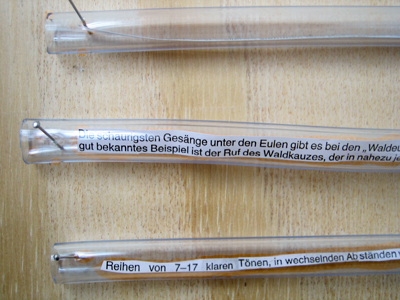 Die schaurigsten Gesänge unter den Eulen gibt es bei den „Waldeu
gut bekanntes Beispiel ist der Ruf des Waldkauzes, der in nahezu je
Reihen von 7–17 klaren Tönen, in wechselnden Abständen